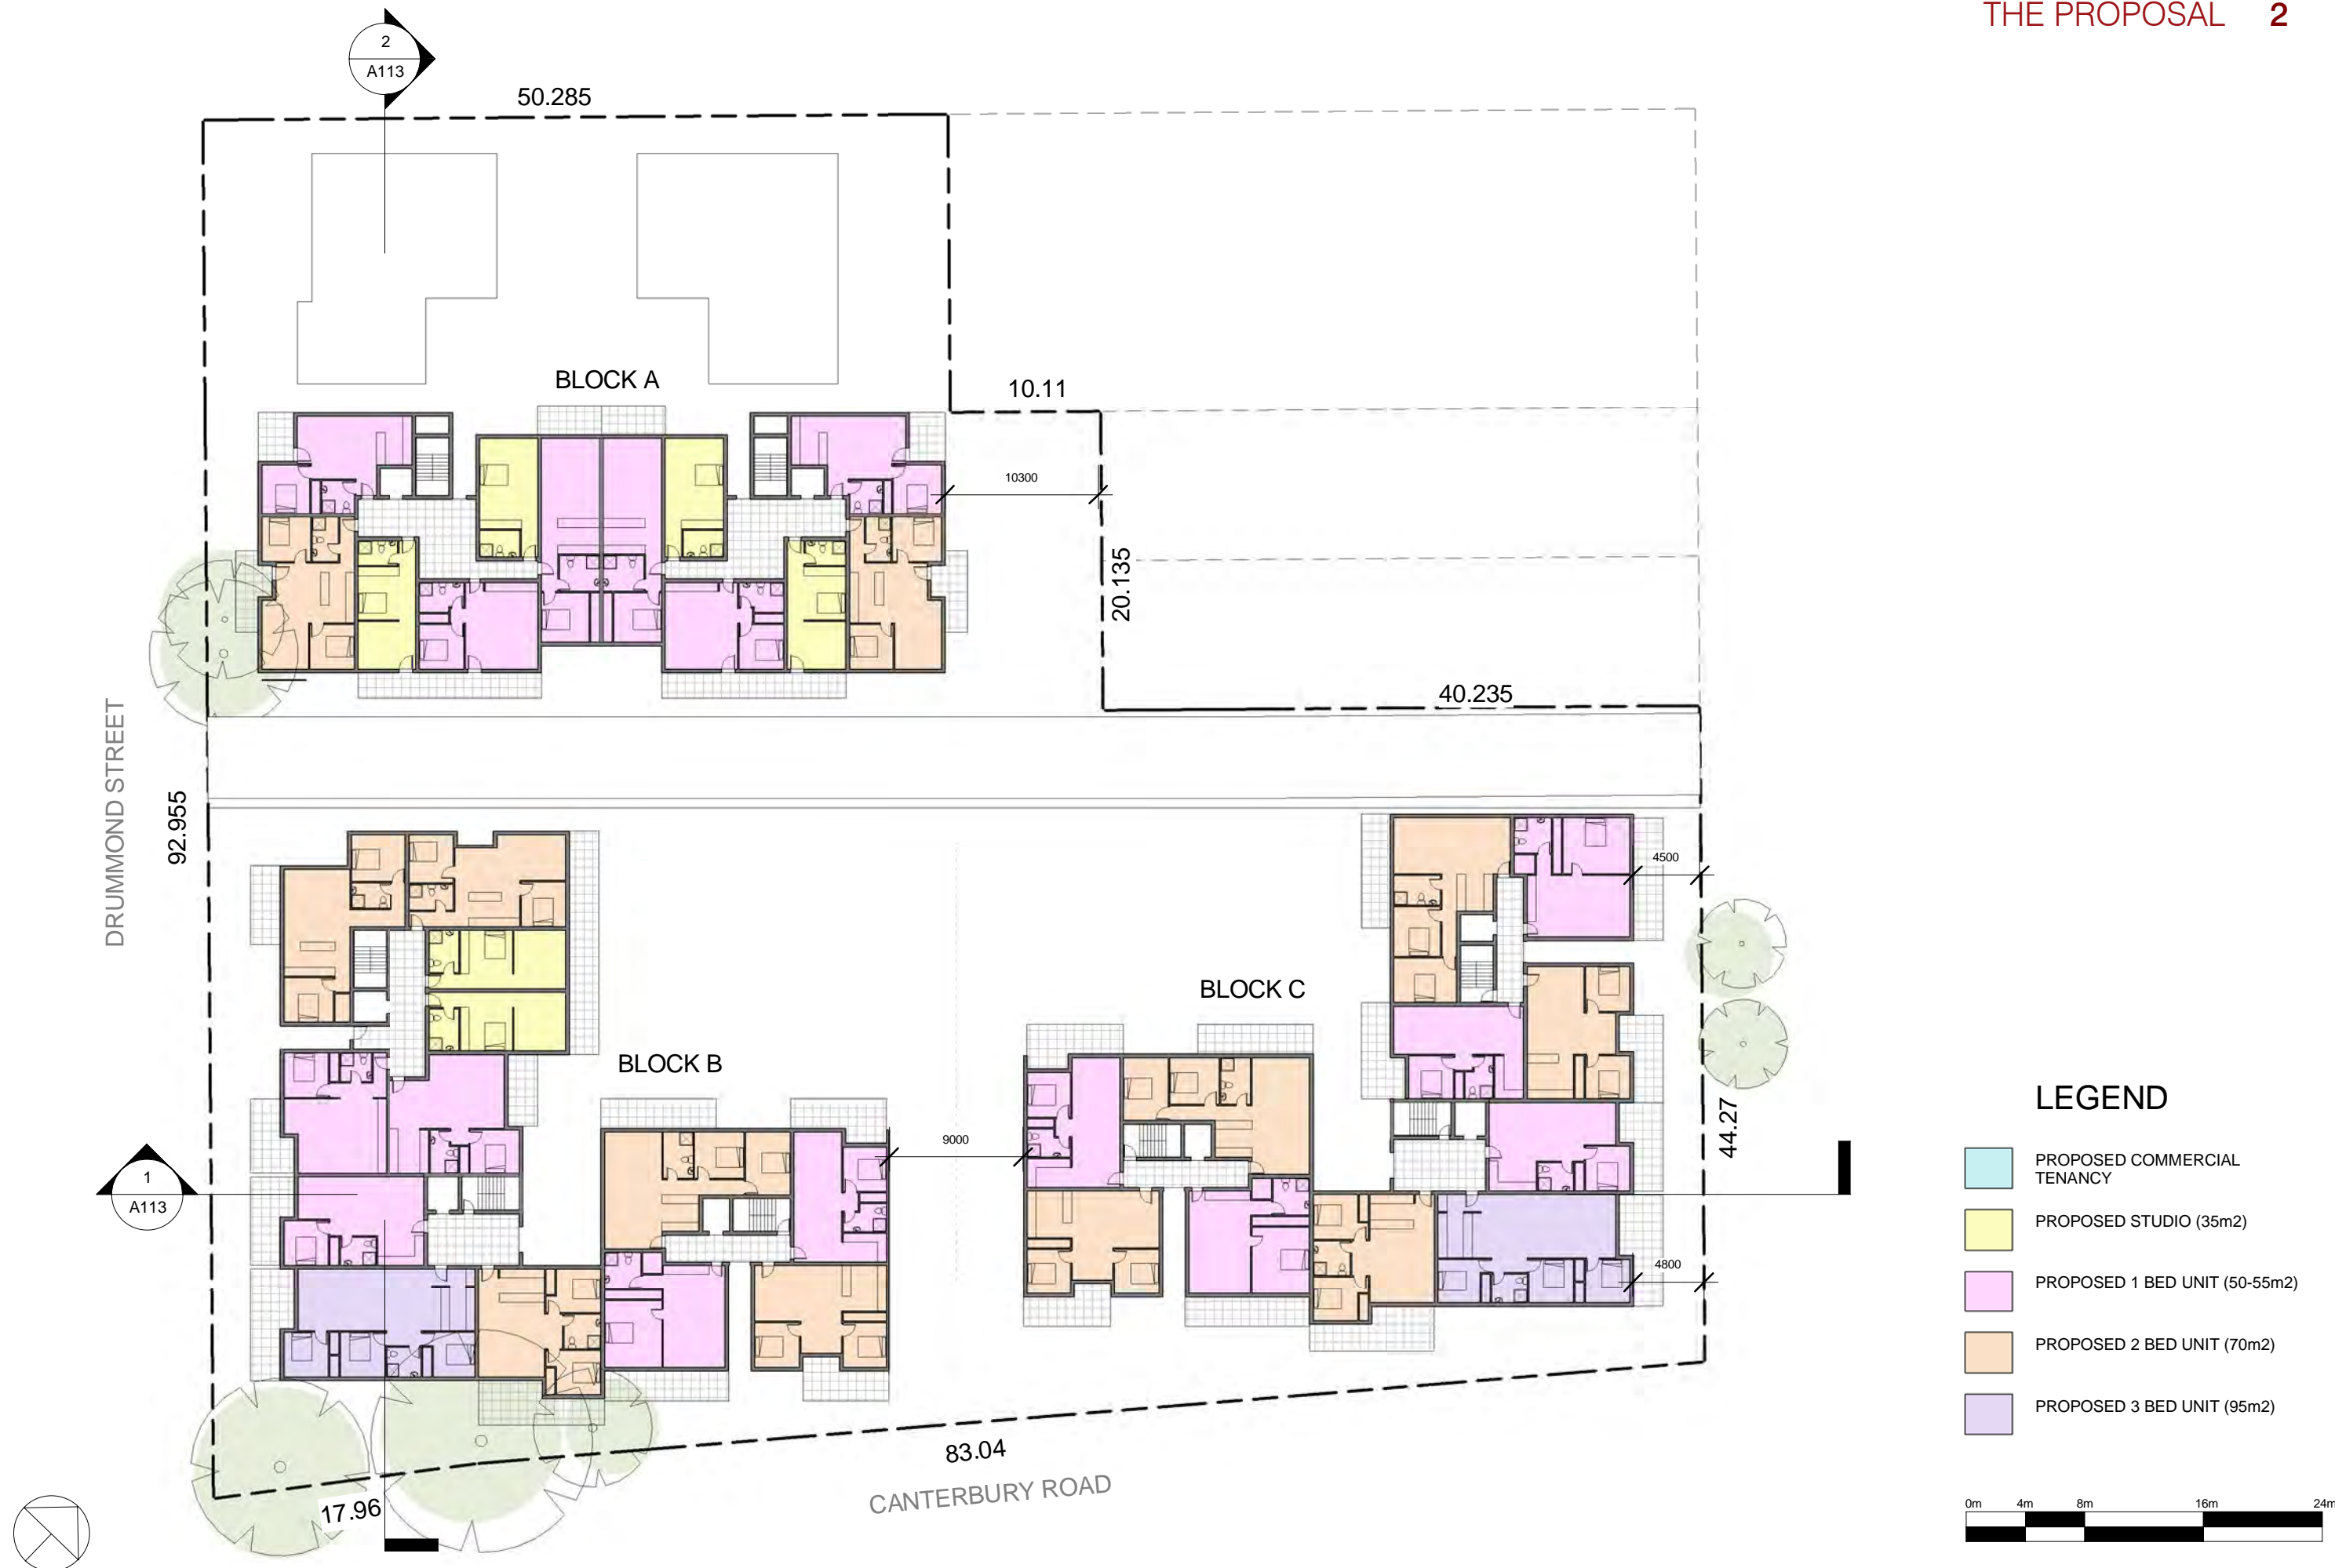 THE PROPOSAL 2
2
A113
50.285
BLOCK A
10.11
10300
20.135
40.235
DRUMMOND STREET
92.955
4500
BLOCK C
BLOCK B
9000
44.27
1
A113
4800
83.04
CANTERBURY ROAD
17.96
LEGEND
PROPOSED COMMERCIAL
TENANCY
PROPOSED STUDIO (35m2)
PROPOSED 1 BED UNIT (50-55m2)
PROPOSED 2 BED UNIT (70m2)
PROPOSED 3 BED UNIT (95m2)
0m 4m 8m 16m 24m